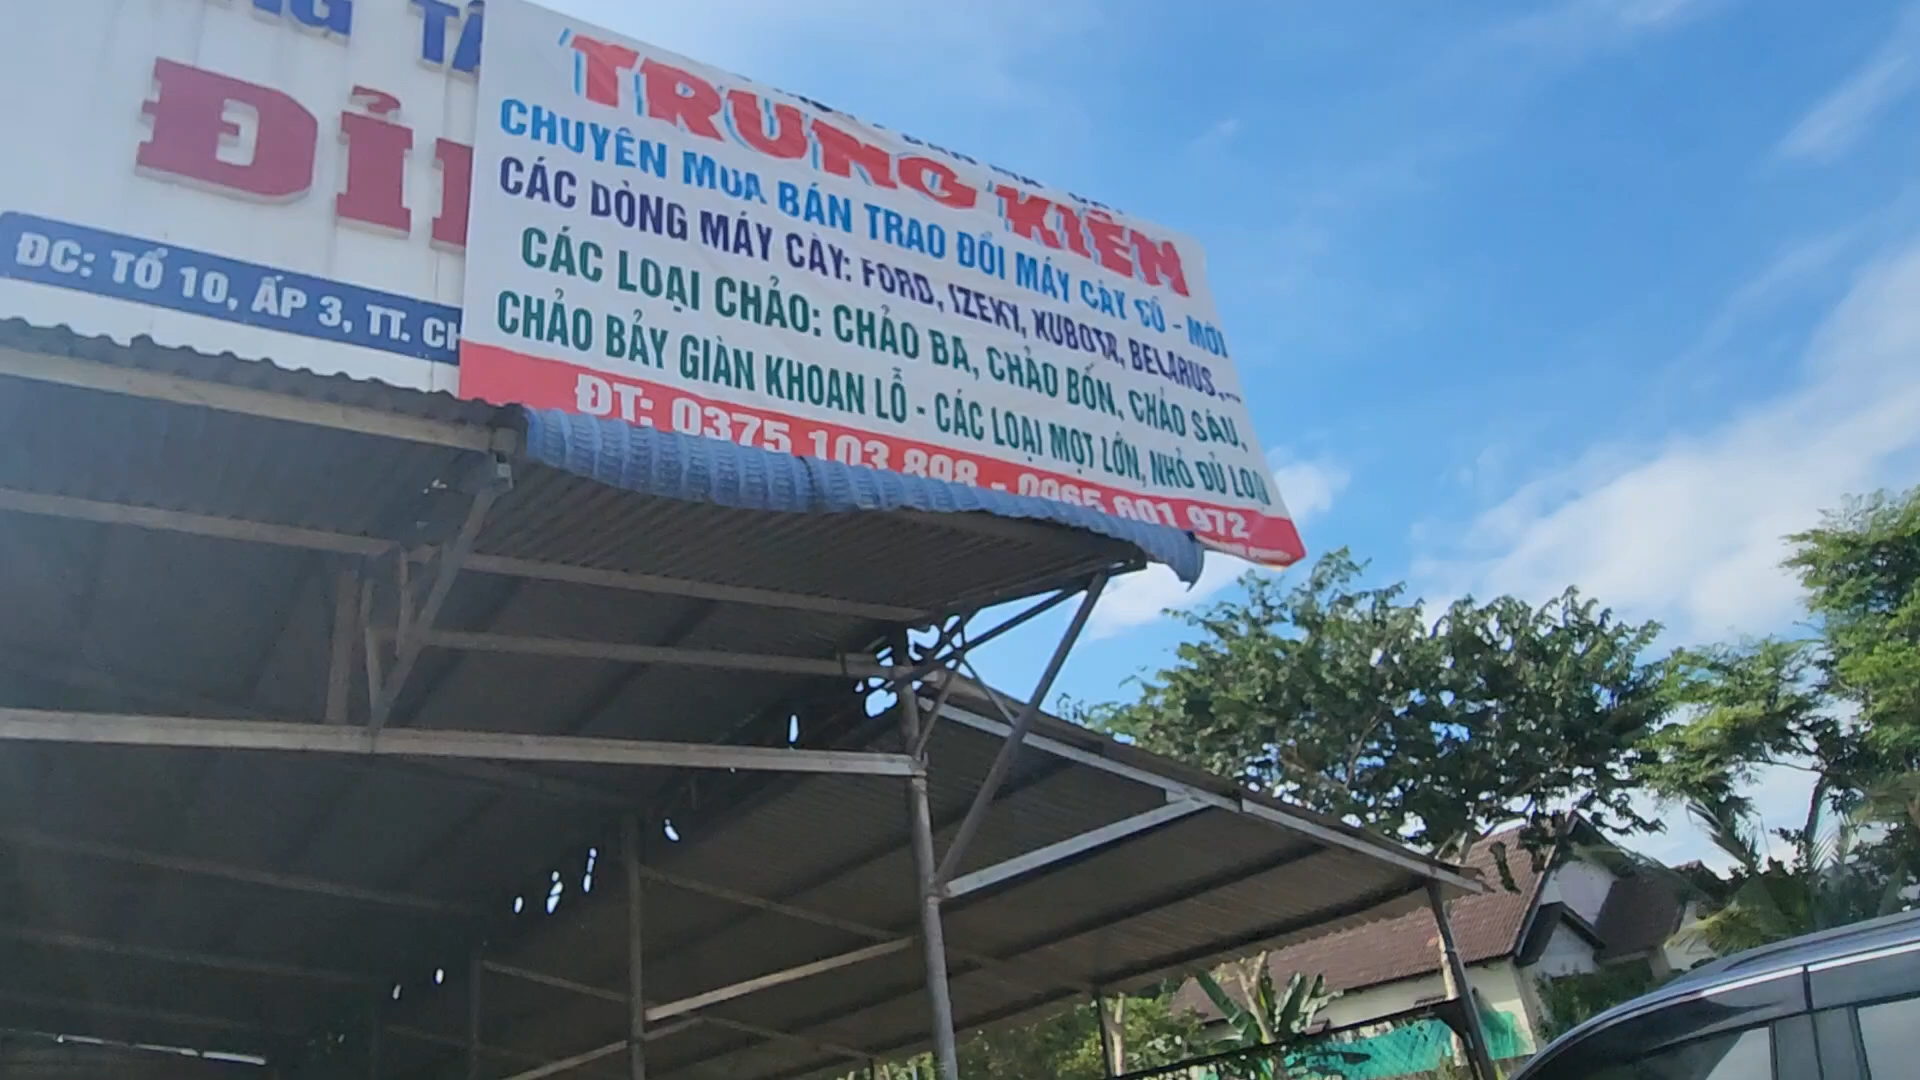 ĐC: TỔ 10, ẤP 3, TT.
TRUNG KIÊN
CHUYÊN MUA BÁN TRAO ĐỔI MÁY CÀY CŨ - MỚI
CÁC DÒNG MÁY CÀY: FORD, IZEKY, KUBOTA, BELARUS,...
CÁC LOẠI CHẢO: CHẢO BA, CHẢO BỐN, CHẢO SÁU,
CHẢO BẢY GIÀN KHOAN LỖ - CÁC LOẠI MỌT LỚN, NHỎ ĐỦ LOẠI
ĐT: 0375 103 898 - 0965 601 972